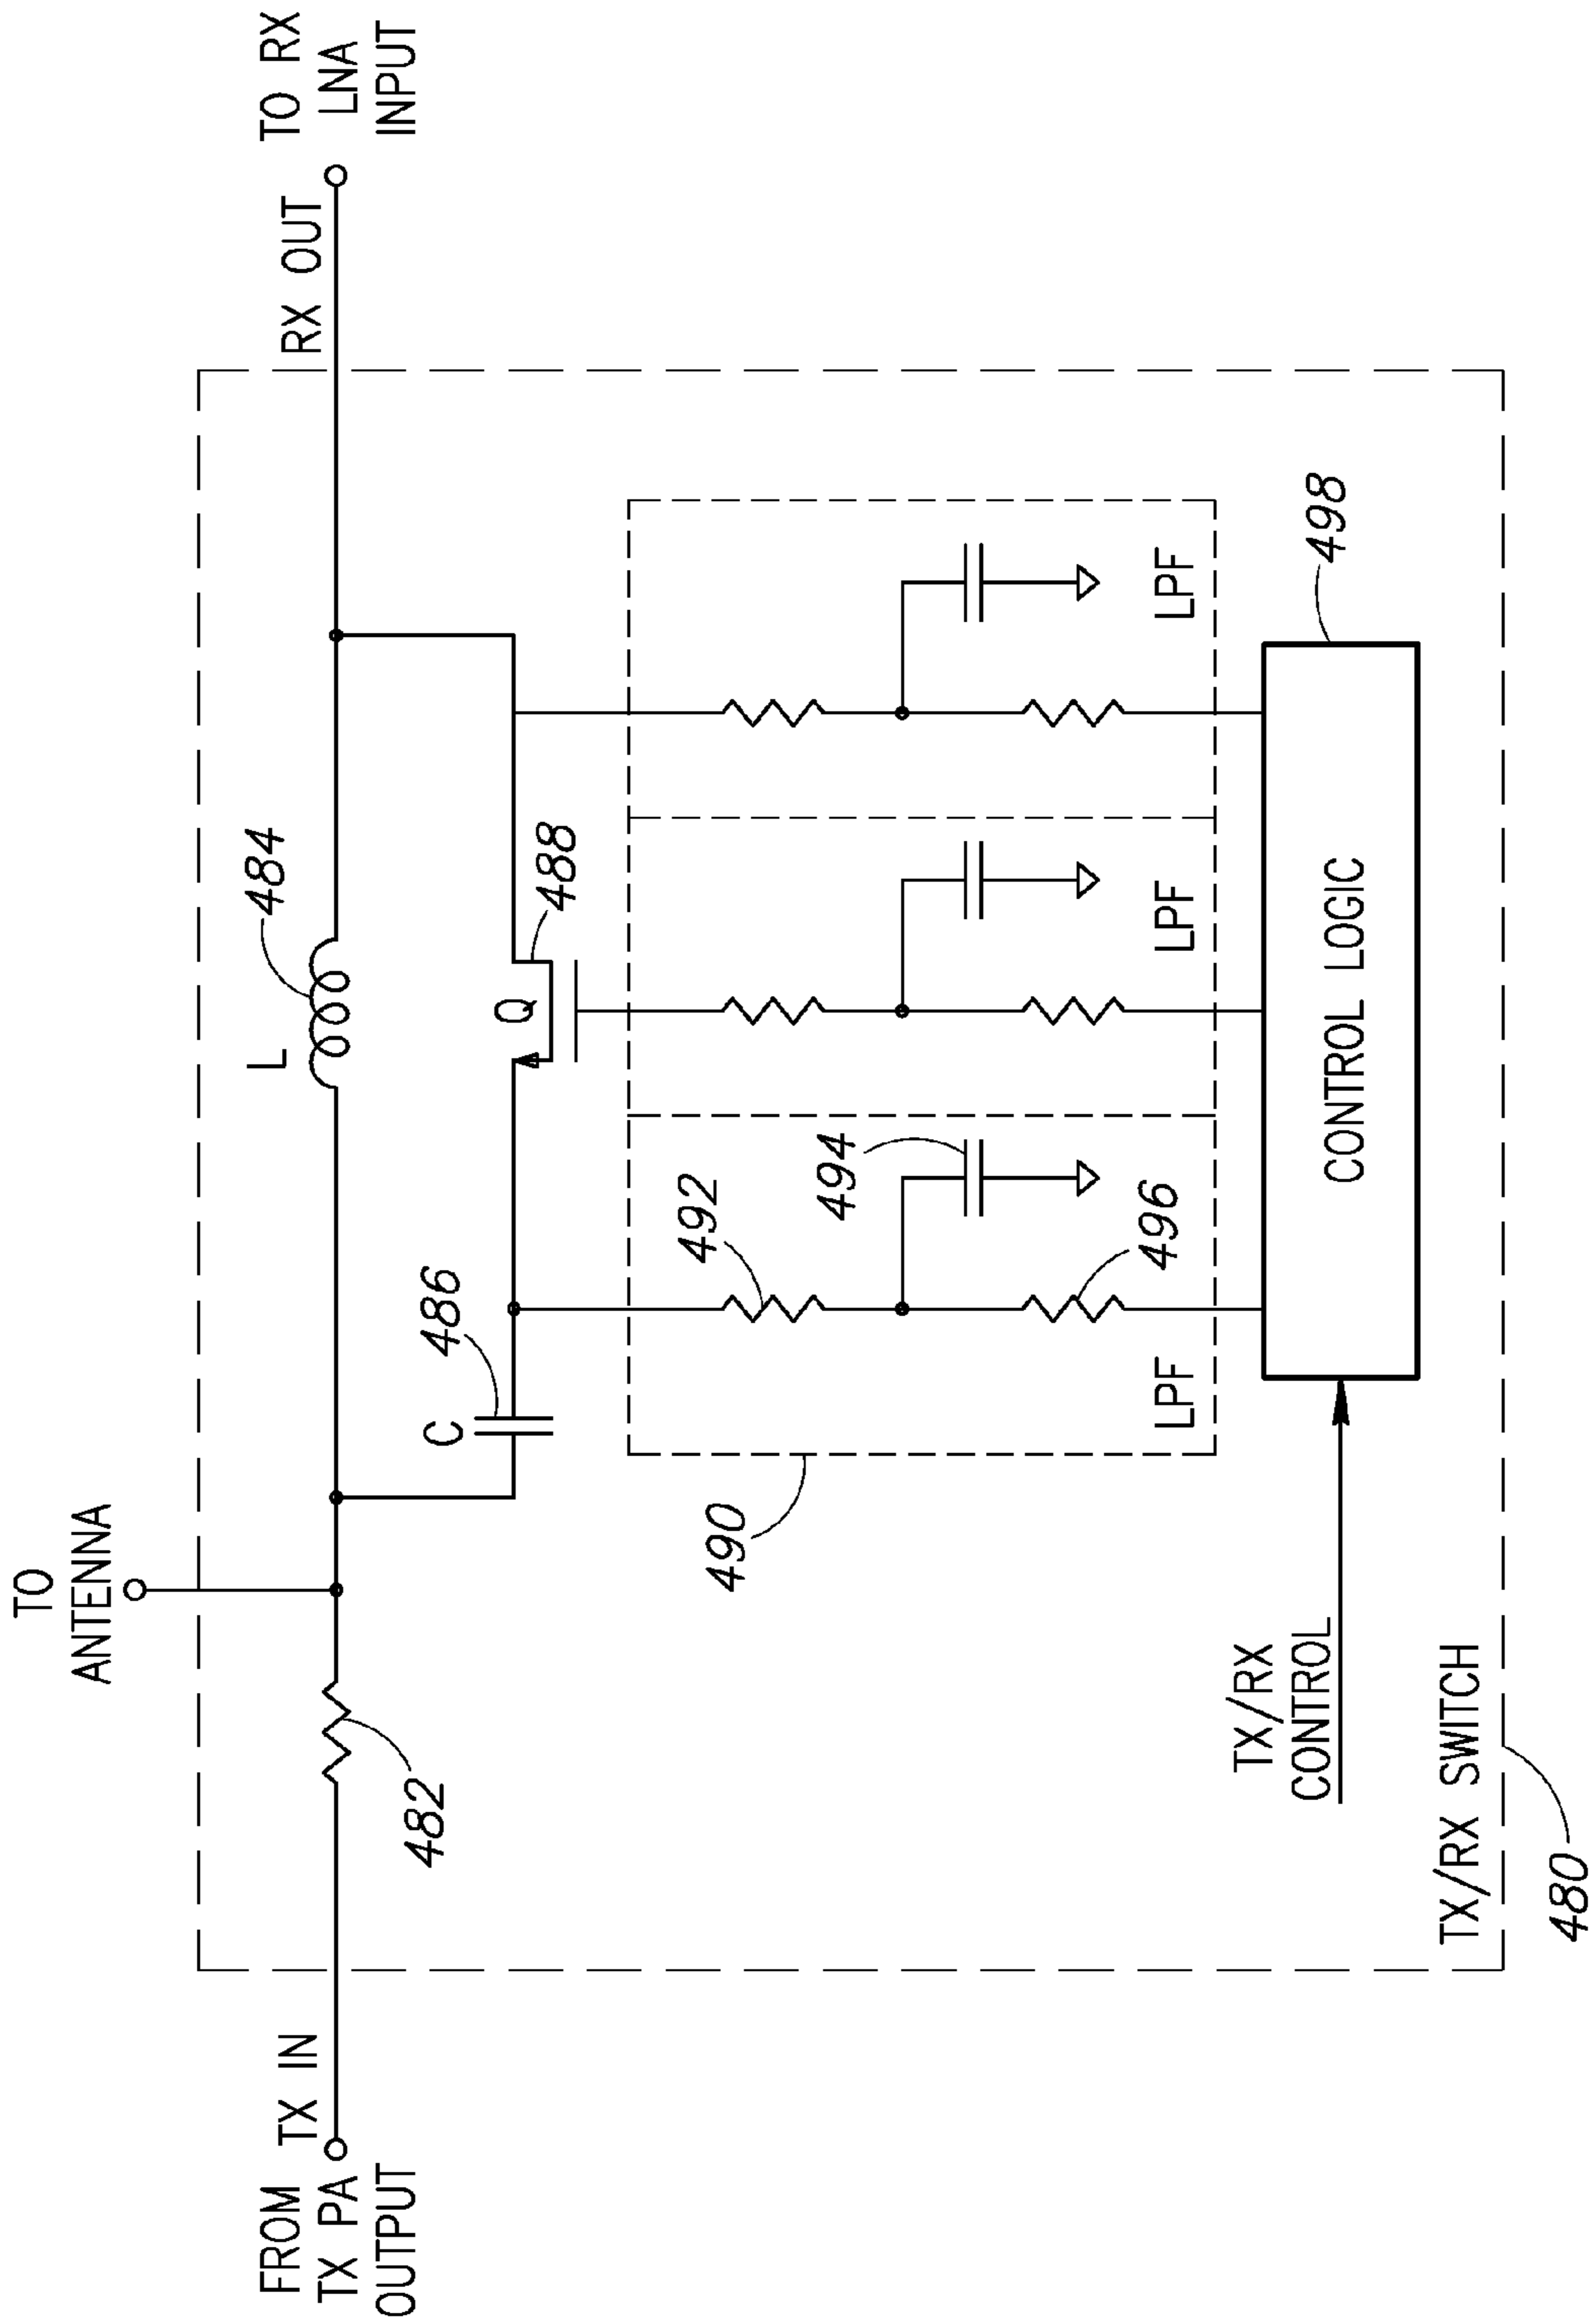 TO
ANTENNA
FROM
TX PA
OUTPUT
TX IN
482
L
484
RX OUT
TO RX
LNA
INPUT
C
486
Q
488
490
492
494
496
LPF
LPF
LPF
TX/RX
CONTROL
CONTROL LOGIC
498
TX/RX SWITCH
480